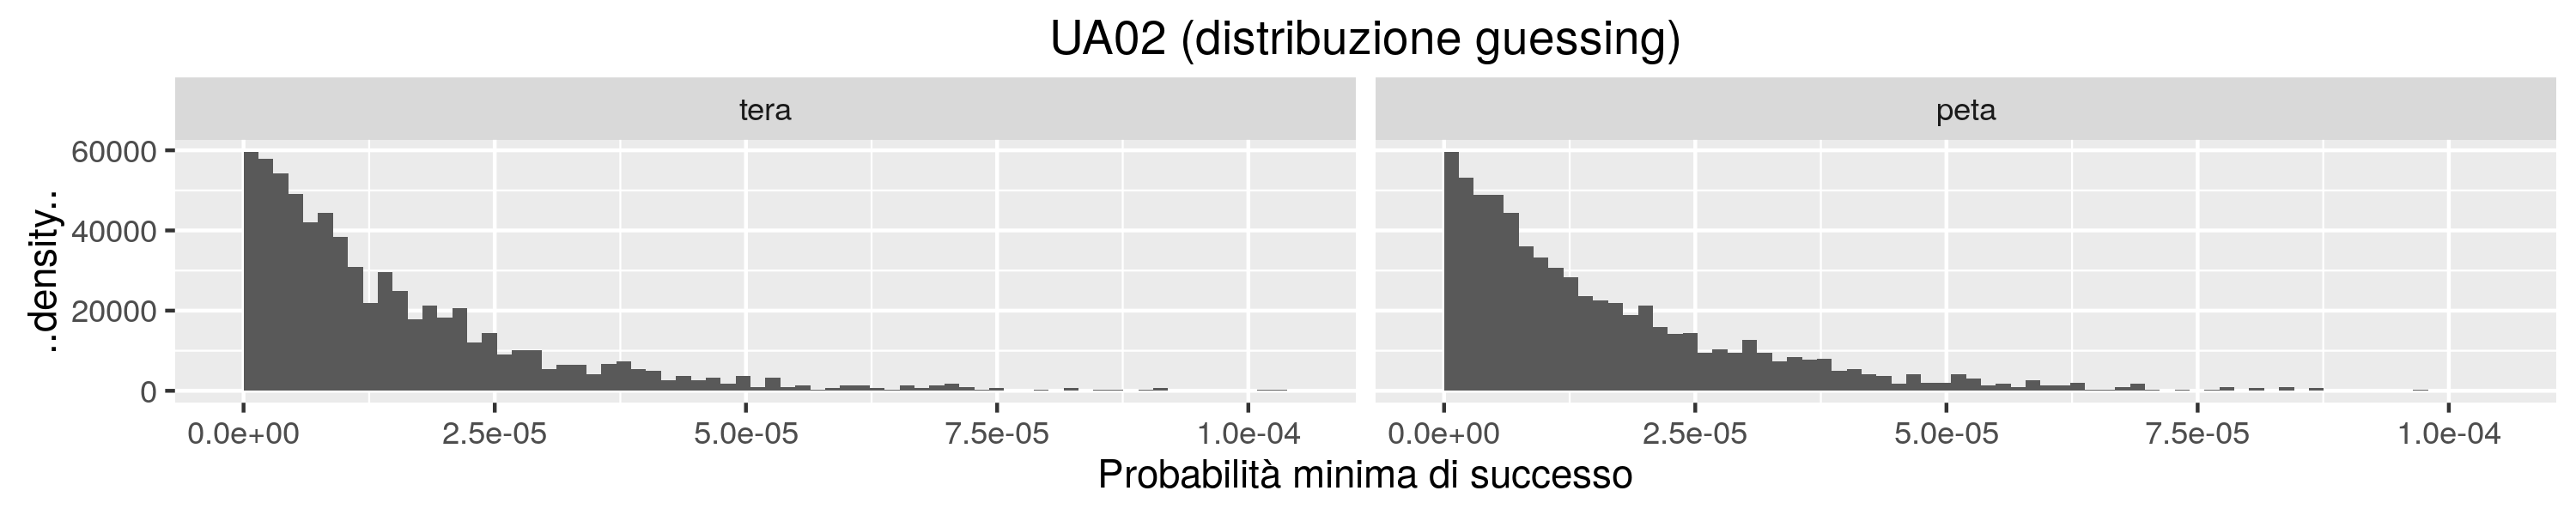 UA02 (distribuzione guessing)
tera
peta
60000
40000
20000
0
..density..
0.0e+00 2.5e-05 5.0e-05 7.5e-05 1.0e-04
0.0e+00 2.5e-05 5.0e-05 7.5e-05 1.0e-04
Probabilità minima di successo